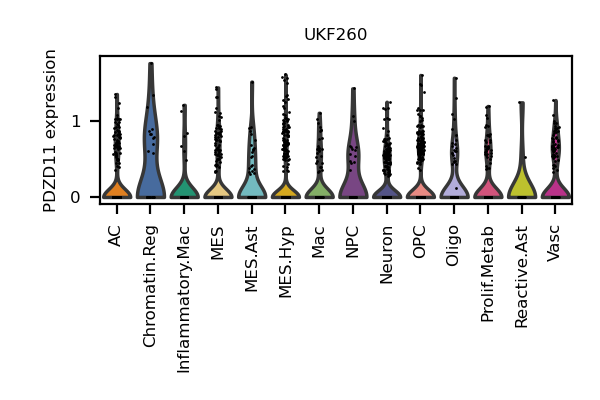 UKF260
PDZD11 expression
1
0
AC
Chromatin.Reg
Inflammatory.Mac
MES
MES.Ast
MES.Hyp
Mac
NPC
Neuron
OPC
Oligo
Prolif.Metab
Reactive.Ast
Vasc